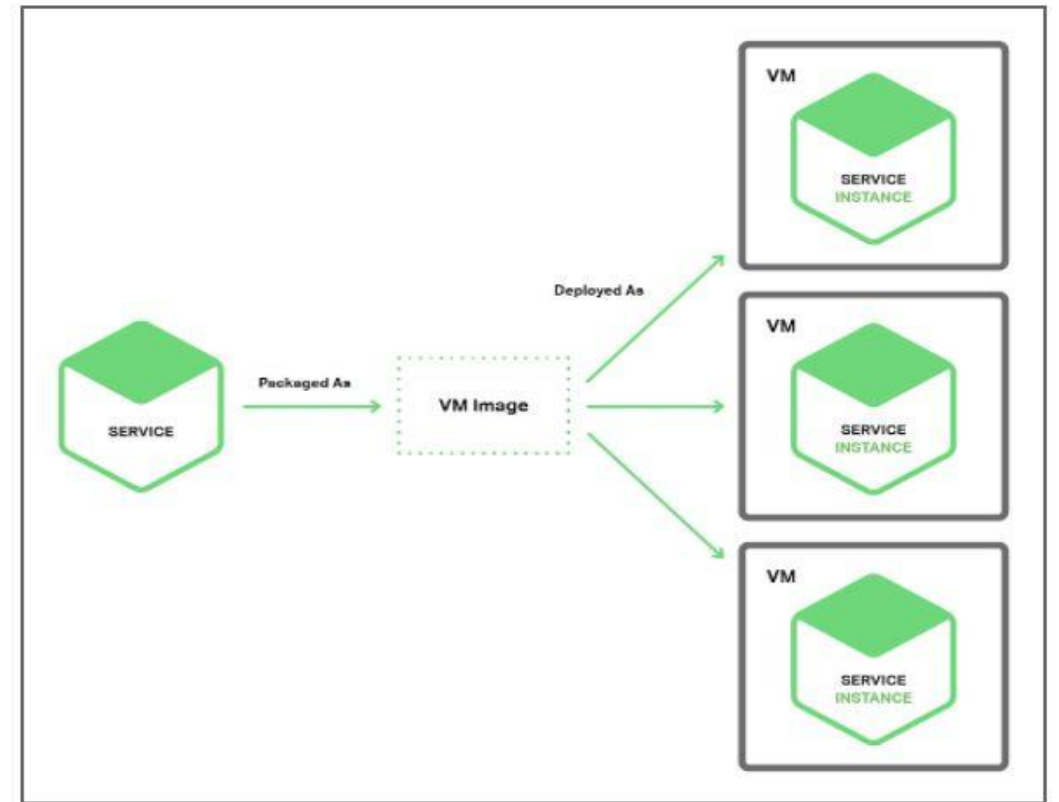 VM
SERVICE
INSTANCE
Deployed As
VM
Packaged As
VM Image
SERVICE
SERVICE
INSTANCE
VM
SERVICE
INSTANCE